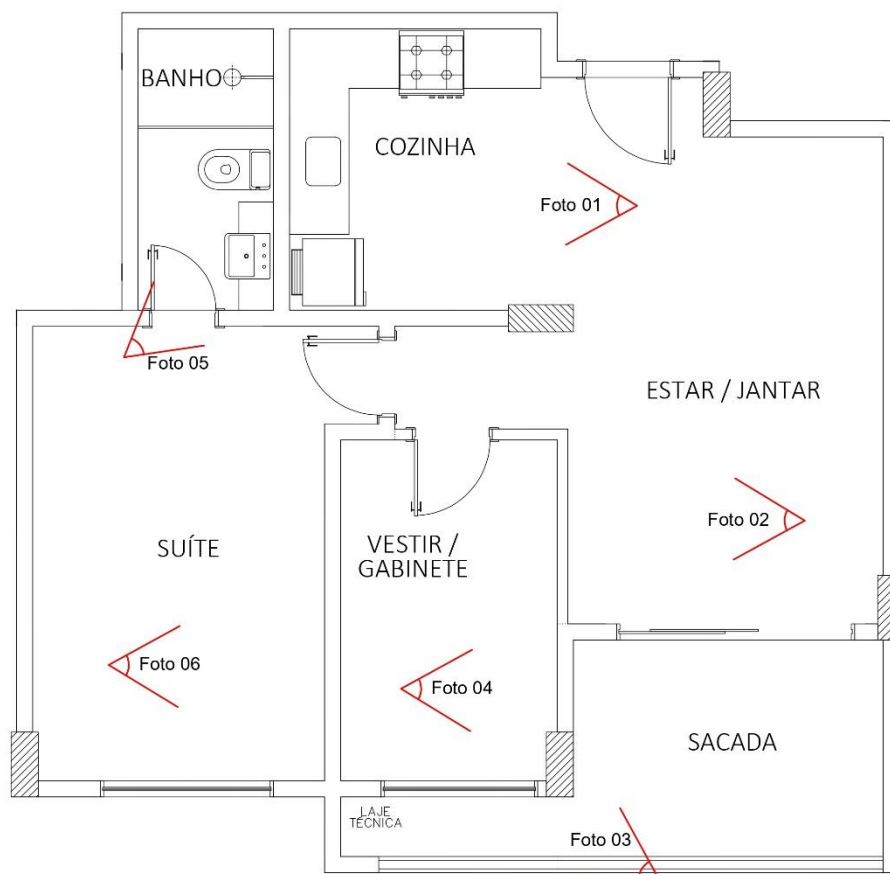 BANHO
COZINHA
Foto 01
Foto 05
ESTAR / JANTAR
Foto 02
SUÍTE
VESTIR /
GABINETE
Foto 06
Foto 04
SACADA
LAJE
TÉCNICA
Foto 03